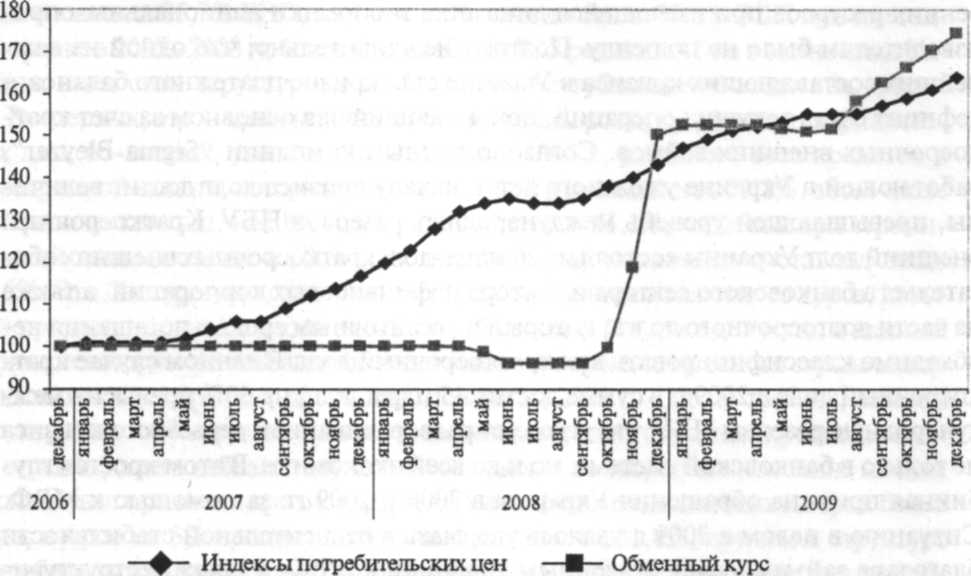 180
170
160
150
140
130
120
110
100
90
декабрь
январь
февраль
март
апрель
май
июнь
июль
август
сентябрь
октябрь
ноябрь
декабрь
январь
февраль
март
апрель
май
июнь
июль
август
сентябрь
октябрь
ноябрь
декабрь
январь
февраль
март
апрель
май
июнь
июль
август
сентябрь
октябрь
ноябрь
декабрь
2006 2007 2008 2009
Индексы потребительских цен Обменный курс